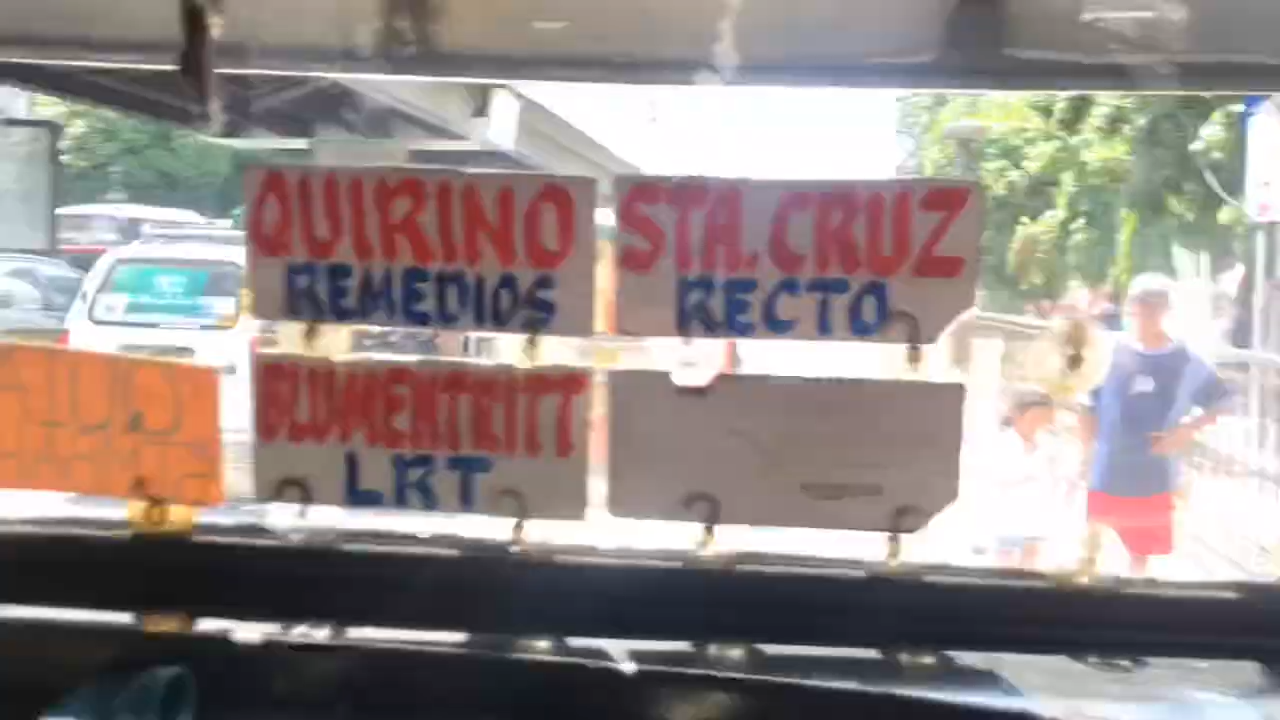 QUIRINO
REMEDIOS
STA. CRUZ
RECTO
BLUMENTRITT
LRT